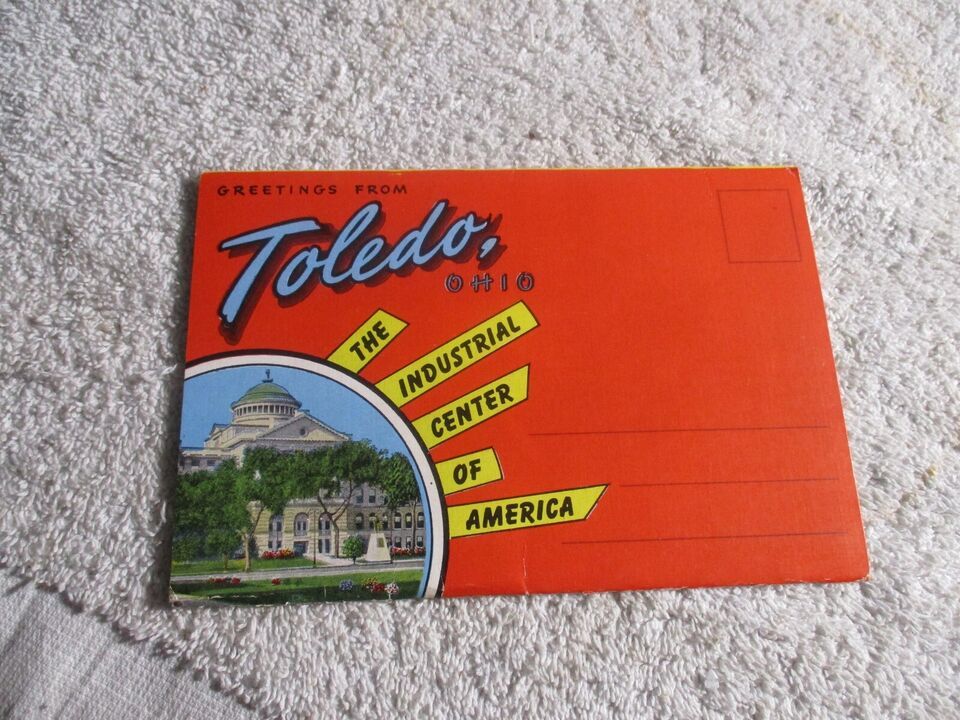 GREETINGS FROM
Toledo,
OHIO
THE
INDUSTRIAL
CENTER
OF
AMERICA